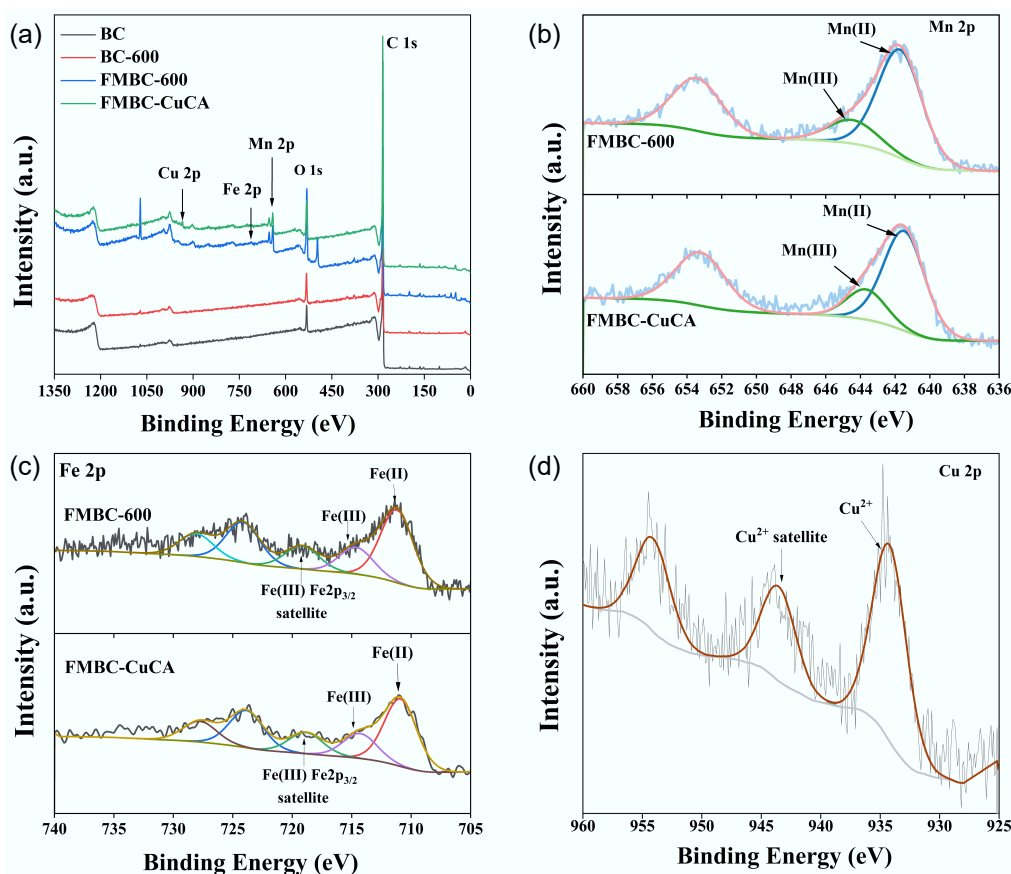 (a)
BC
BC-600
FMBC-600
FMBC-CuCA
C 1s
Mn 2p
Cu 2p
Fe 2p
O 1s
Intensity (a.u.)
1350 1200 1050 900 750 600 450 300 150 0
Binding Energy (eV)
(b)
Mn(II)
Mn 2p
Mn(III)
FMBC-600
Mn(II)
Mn(III)
FMBC-CuCA
Intensity (a.u.)
660 658 656 654 652 650 648 646 644 642 640 638 636
Binding Energy (eV)
(c)
Fe 2p
Fe(II)
FMBC-600
Fe(III)
Fe(III) Fe2p3/2
satellite
FMBC-CuCA
Fe(II)
Fe(III)
Fe(III) Fe2p3/2
satellite
Intensity (a.u.)
740 735 730 725 720 715 710 705
Binding Energy (eV)
(d)
Cu 2p
Cu2+
Cu2+ satellite
Intensity (a.u.)
960 955 950 945 940 935 930 925
Binding Energy (eV)